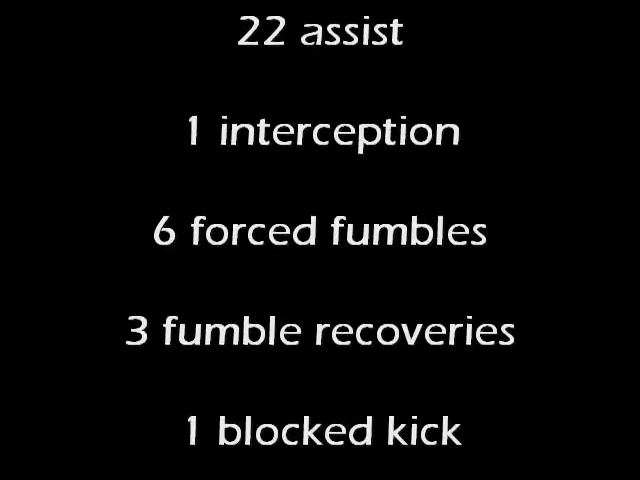 22 assist
1 interception
6 forced fumbles
3 fumble recoveries
1 blocked kick